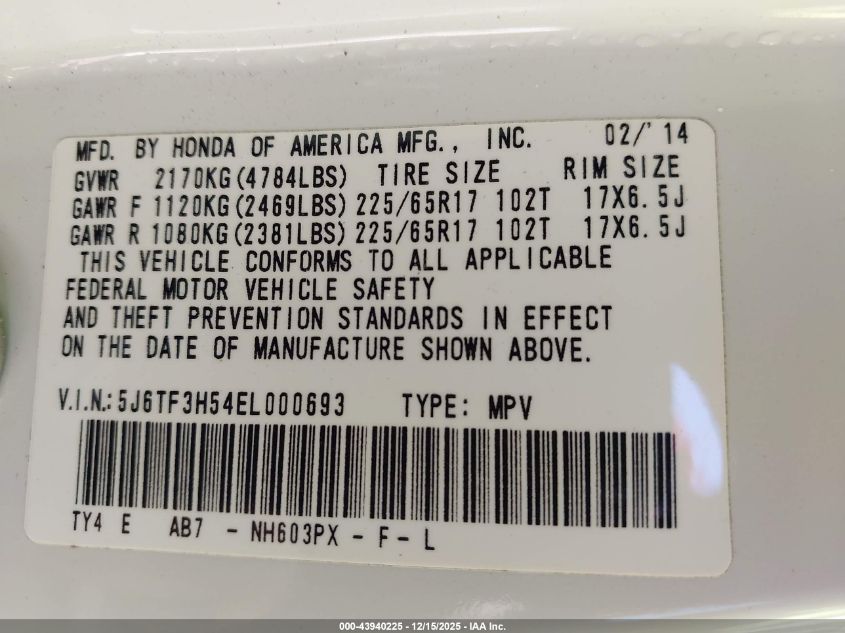 MFD. BY HONDA OF AMERICA MFG., INC. 02/'14
GVWR 2170KG(4784LBS) TIRE SIZE RIM SIZE
GAWR F 1120KG(2469LBS) 225/65R17 102T 17X6.5J
GAWR R 1080KG(2381LBS) 225/65R17 102T 17X6.5J
THIS VEHICLE CONFORMS TO ALL APPLICABLE
FEDERAL MOTOR VEHICLE SAFETY
AND THEFT PREVENTION STANDARDS IN EFFECT
ON THE DATE OF MANUFACTURE SHOWN ABOVE.
V.I.N.: 5J6TF3H54EL000693 TYPE: MPV
TY4 E AB7 - NH603PX - F - L
000-43940225 - 12/15/2025 - IAA Inc.